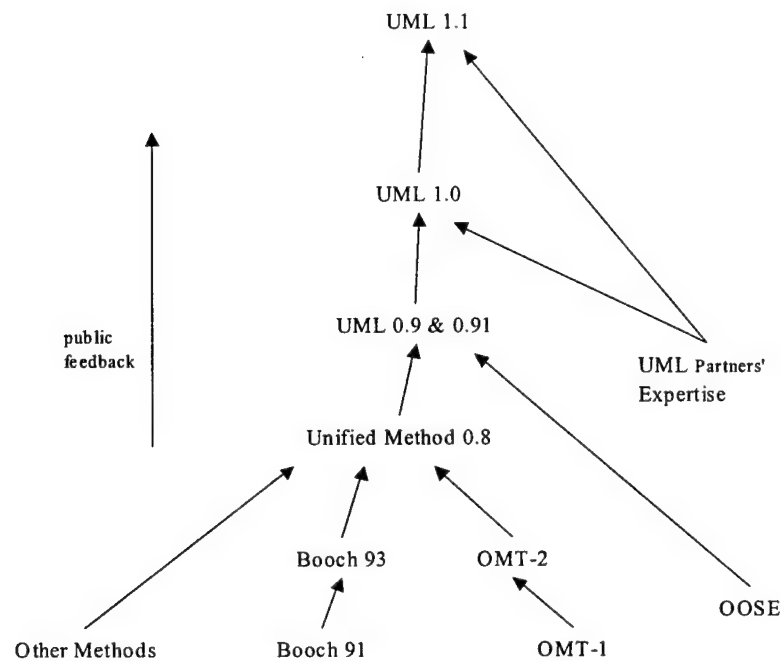 UML 1.1
UML 1.0
UML 0.9 & 0.91
public
feedback
UML Partners'
Expertise
Unified Method 0.8
Booch 93
OMT-2
OOSE
Other Methods
Booch 91
OMT-1